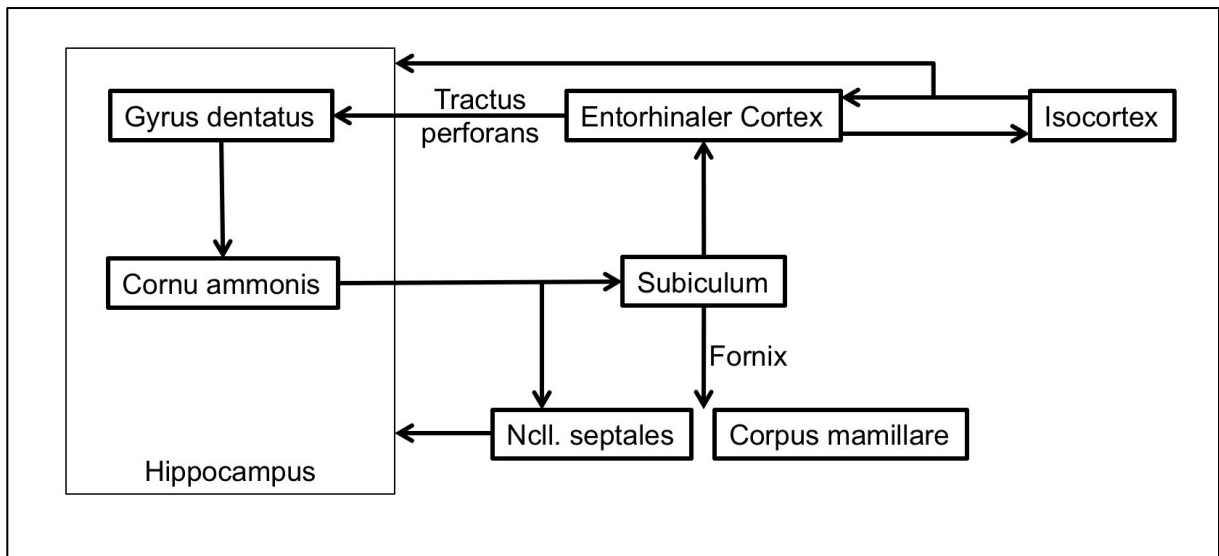 Gyrus dentatus
Tractus
perforans
Entorhinaler Cortex
Isocortex
Cornu ammonis
Subiculum
Fornix
Ncll. septales
Corpus mamillare
Hippocampus